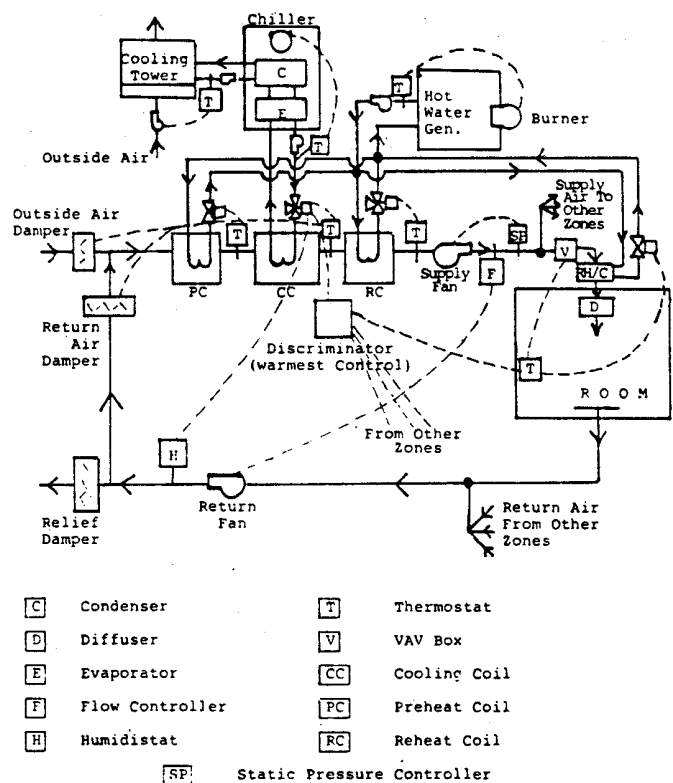 Chiller
Cooling
Tower
C
E
T
T
T
Hot
Water
Gen.
Burner
Outside Air
Outside Air
Damper
Supply
Air To
Other
Zones
T
T
T
SP
V
RH/C
PC
CC
RC
Supply
Fan
F
D
Return
Air
Damper
Discriminator
(warmest Control)
T
R O O M
From Other
Zones
H
Return
Fan
Relief
Damper
Return Air
From Other
Zones
C Condenser
T Thermostat
D Diffuser
V VAV Box
E Evaporator
CC Cooling Coil
F Flow Controller
PC Preheat Coil
H Humidistat
RC Reheat Coil
SP Static Pressure Controller